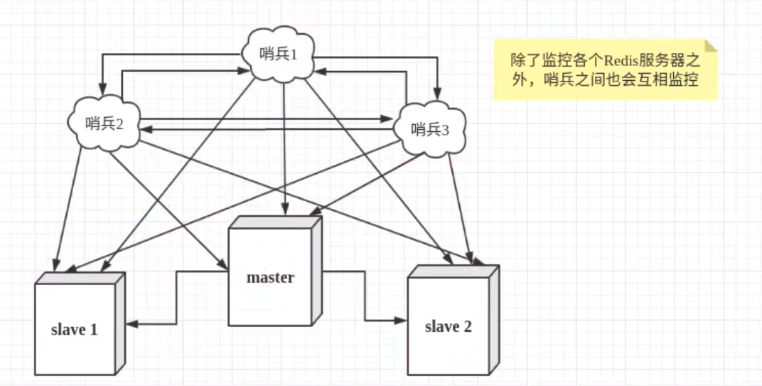 哨兵1
除了监控各个Redis服务器之
外，哨兵之间也会互相监控
哨兵2
哨兵3
master
slave 1
slave 2